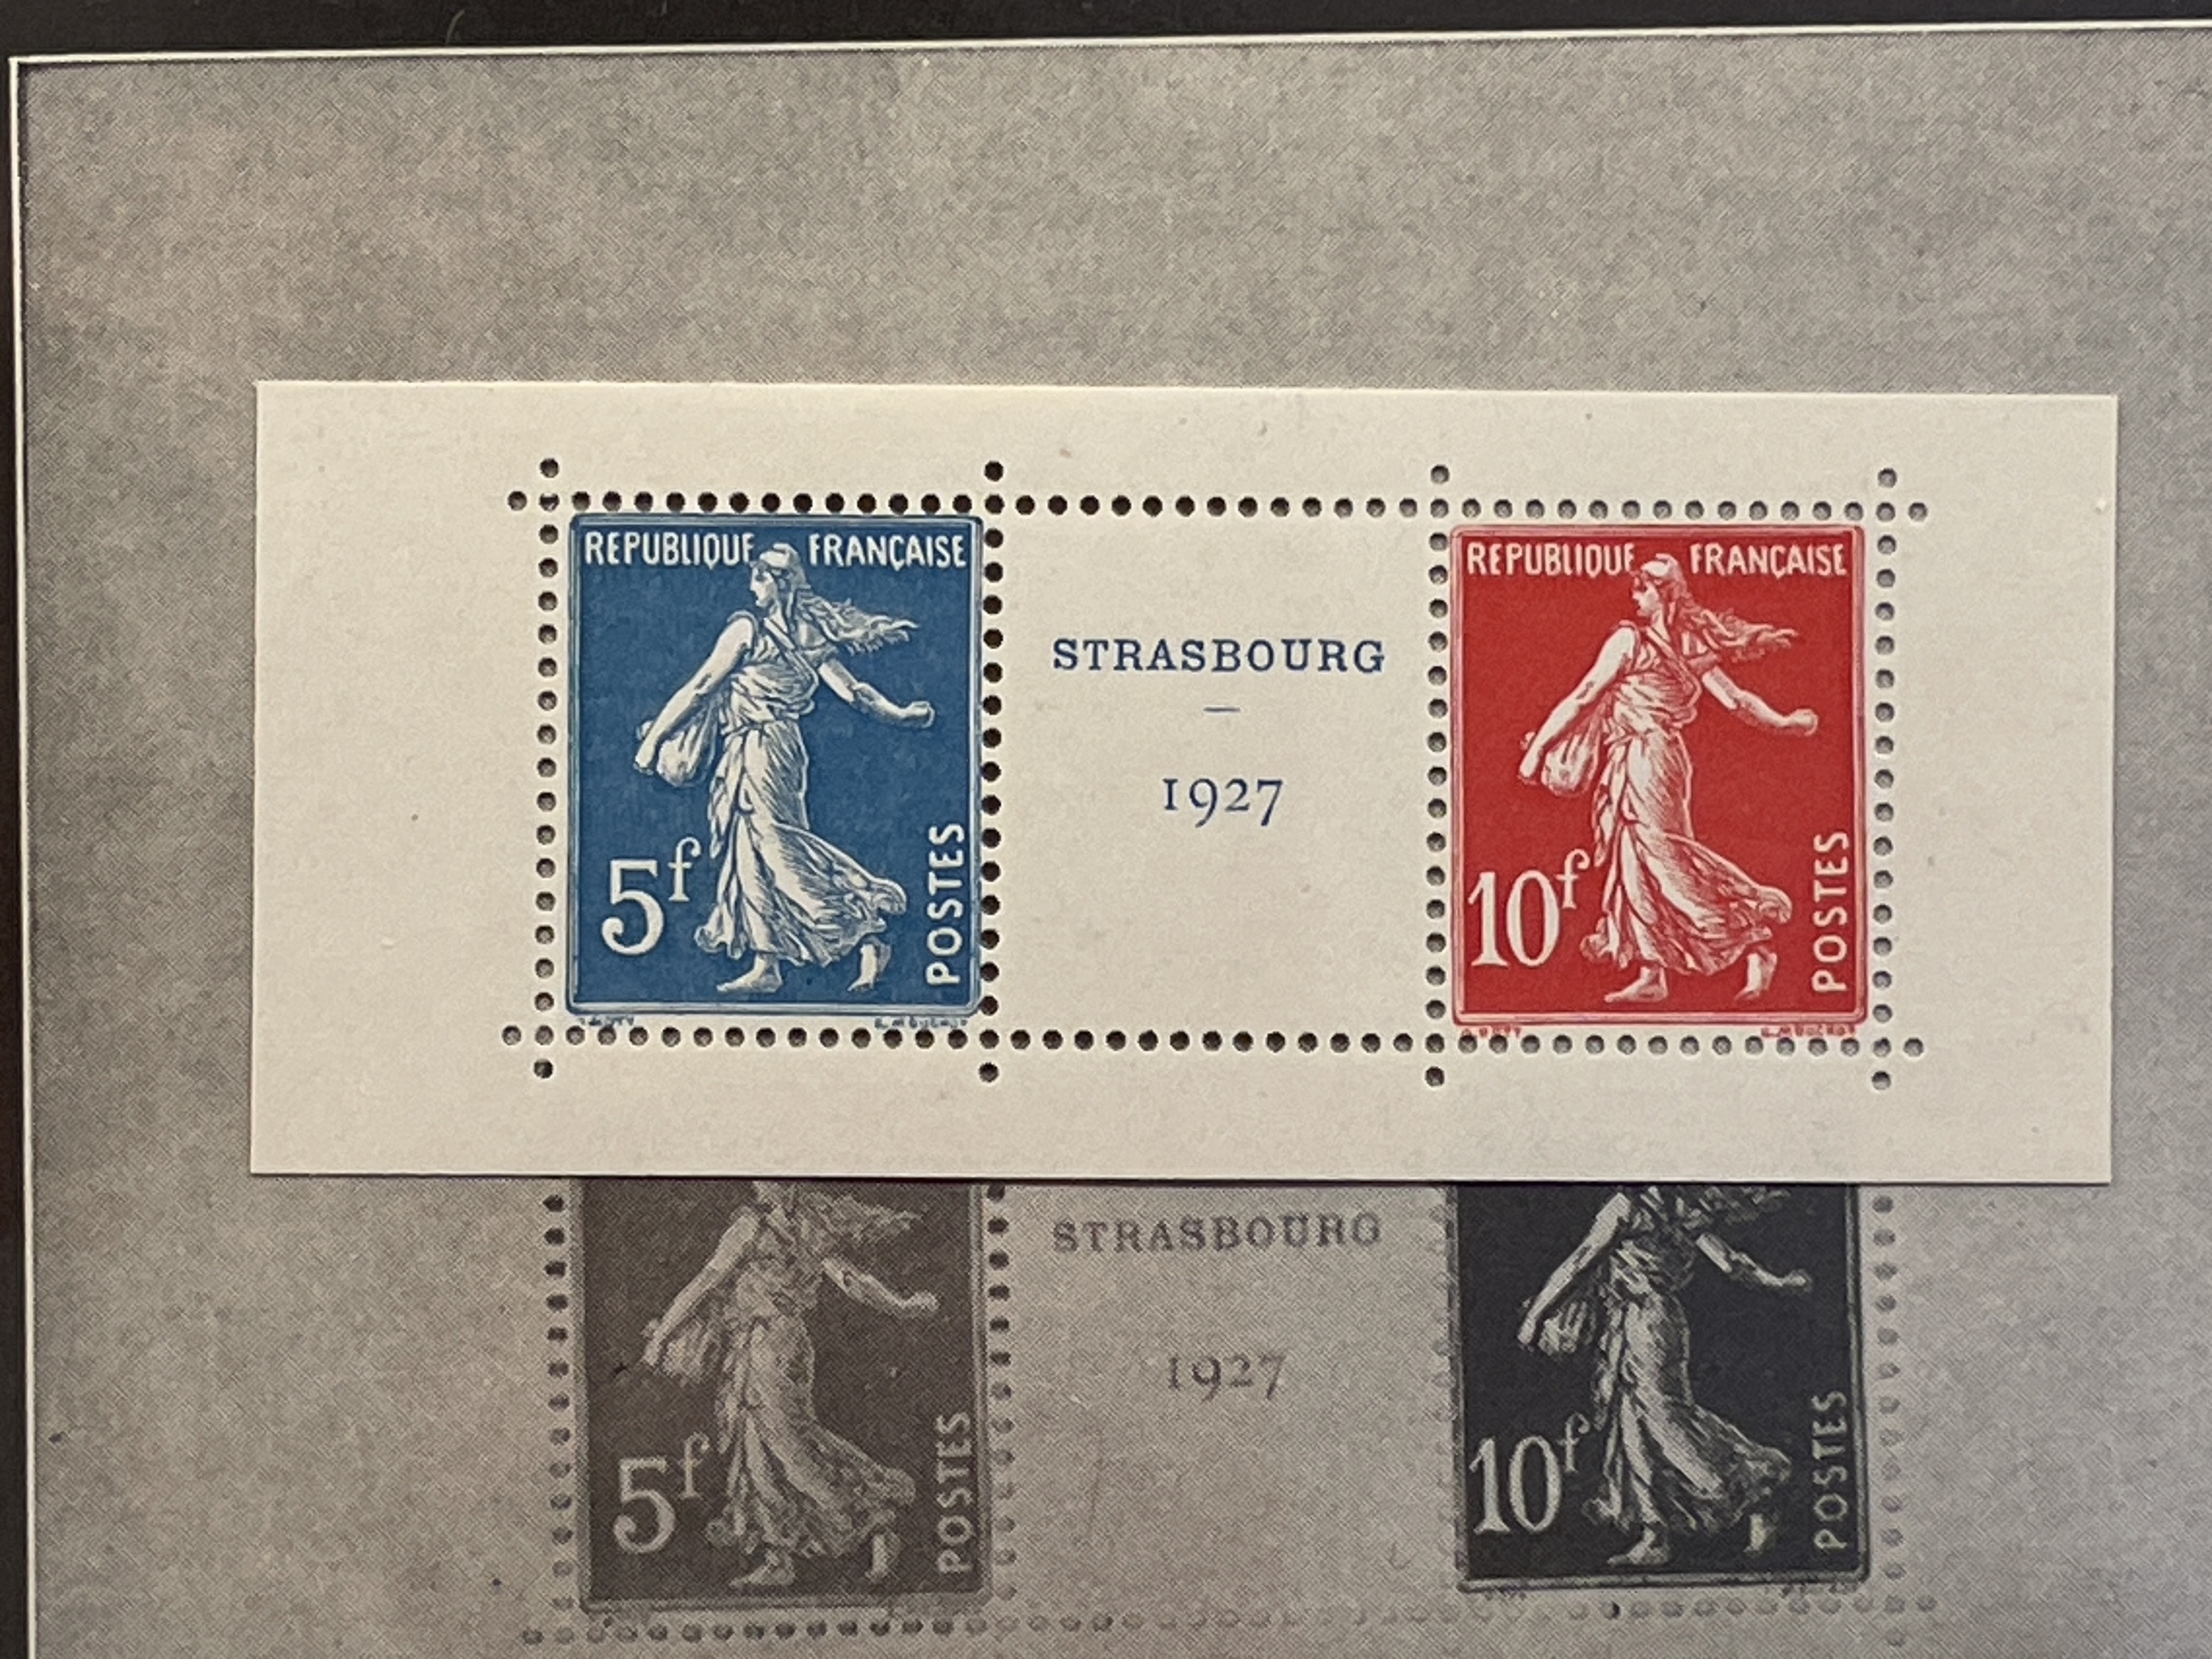 REPUBLIQUE FRANÇAISE
5f
POSTES
STRASBOURG
—
1927
REPUBLIQUE FRANÇAISE
10f
POSTES
5f
POSTES
STRASBOURG
1927
10f
POSTES